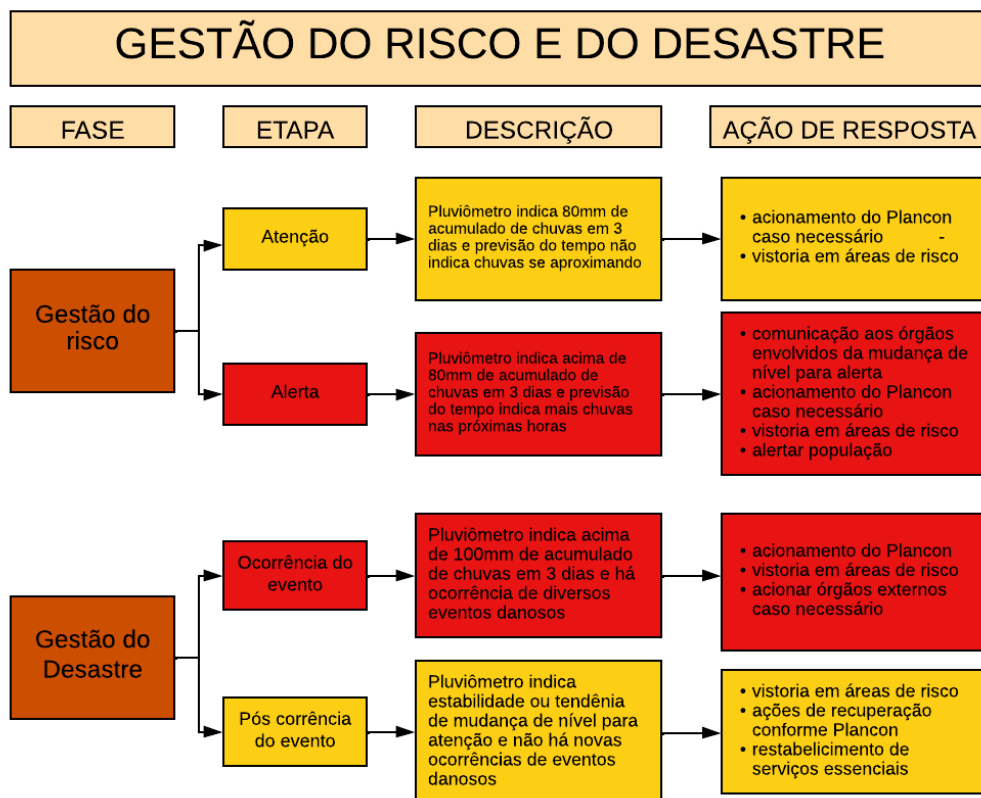 GESTÃO DO RISCO E DO DESASTRE
FASE
ETAPA
DESCRIÇÃO
AÇÃO DE RESPOSTA
Gestão do
risco
Atenção
Pluviômetro indica 80mm de
acumulado de chuvas em 3
dias e previsão do tempo não
indica chuvas se aproximando
• acionamento do Plancon
caso necessário -
• vistoria em áreas de risco
Alerta
Pluviômetro indica acima de
80mm de acumulado de
chuvas em 3 dias e previsão
do tempo indica mais chuvas
nas próximas horas
• comunicação aos órgãos
envolvidos da mudança de
nível para alerta
• acionamento do Plancon
caso necessário
• vistoria em áreas de risco
• alertar população
Gestão do
Desastre
Ocorrência do
evento
Pluviômetro indica acima
de 100mm de acumulado
de chuvas em 3 dias e há
ocorrência de diversos
eventos danosos
• acionamento do Plancon
• vistoria em áreas de risco
• acionar órgãos externos
caso necessário
Pós corrência
do evento
Pluviômetro indica
estabilidade ou tendênia
de mudança de nível para
atenção e não há novas
ocorrências de eventos
danosos
• vistoria em áreas de risco
• ações de recuperação
conforme Plancon
• restabelicimento de
serviços essenciais